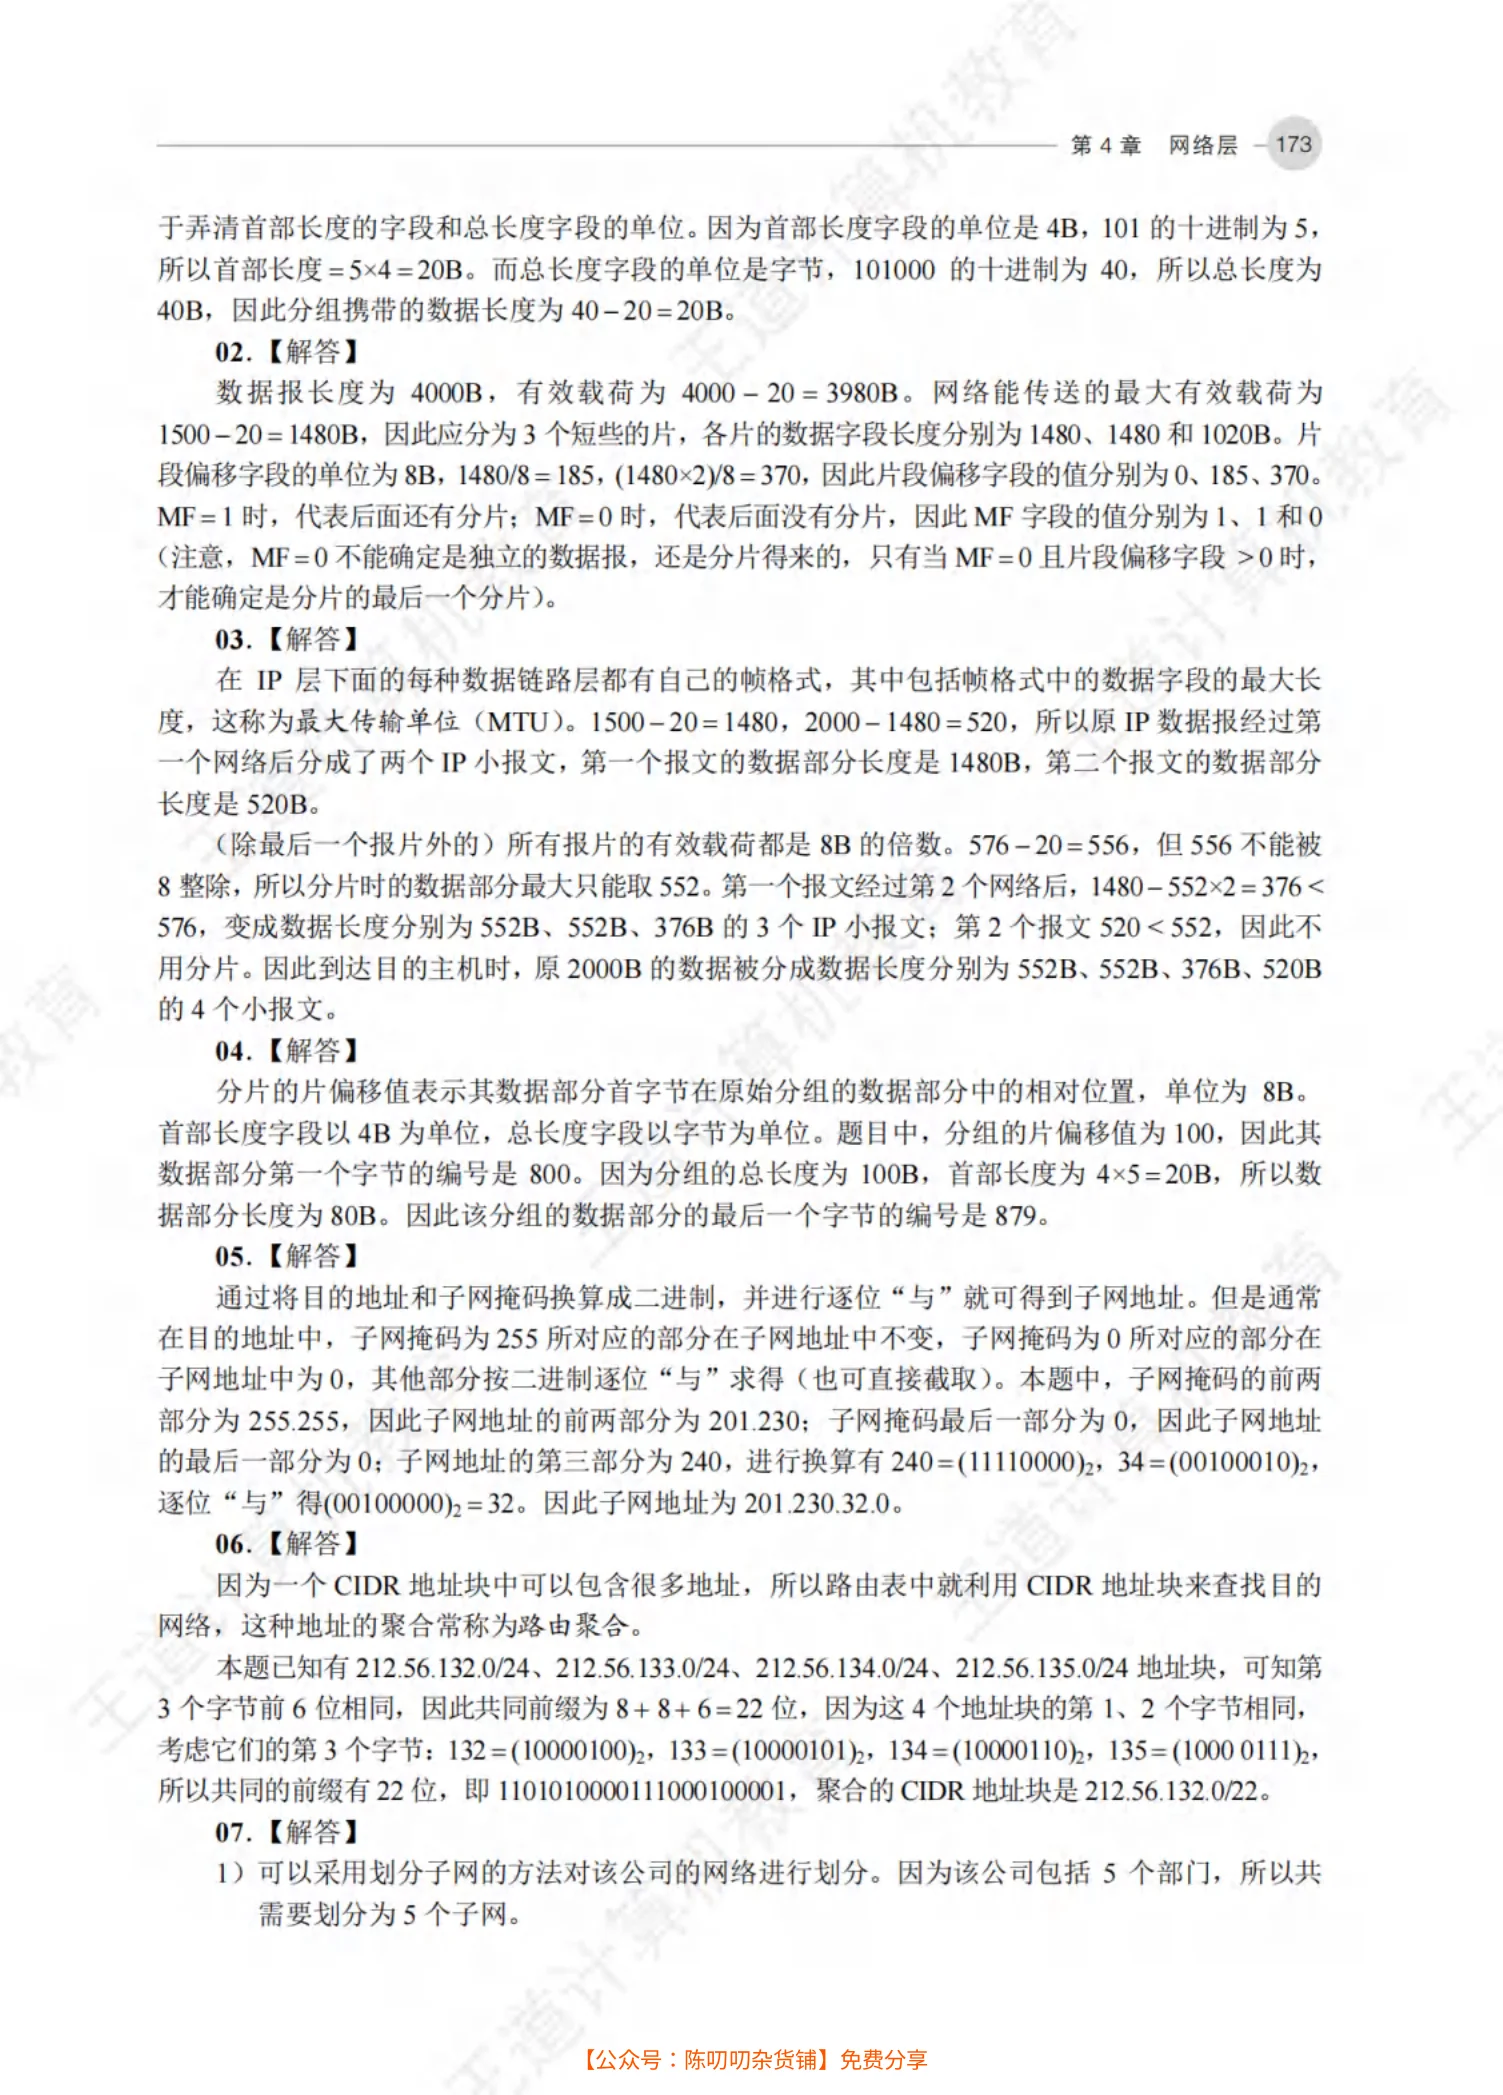 第 4 章 网络层 173
于弄清首部长度的字段和总长度字段的单位。因为首部长度字段的单位是 4B，101 的十进制为 5，
所以首部长度 = 5×4 = 20B。而总长度字段的单位是字节，101000 的十进制为 40，所以总长度为
40B，因此分组携带的数据长度为 40 – 20 = 20B。
02.【解答】
数据报长度为 4000B，有效载荷为 4000 – 20 = 3980B。网络能传送的最大有效载荷为
1500 – 20 = 1480B，因此应分为 3 个短些的片，各片的数据字段长度分别为 1480、1480 和 1020B。片
段偏移字段的单位为 8B，1480/8 = 185，(1480×2)/8 = 370，因此片段偏移字段的值分别为 0、185、370。
MF = 1 时，代表后面还有分片；MF = 0 时，代表后面没有分片，因此 MF 字段的值分别为 1、1 和 0
（注意，MF = 0 不能确定是独立的数据报，还是分片得来的，只有当 MF = 0 且片段偏移字段 > 0 时，
才能确定是分片的最后一个分片）。
03.【解答】
在 IP 层下面的每种数据链路层都有自己的帧格式，其中包括帧格式中的数据字段的最大长
度，这称为最大传输单位（MTU）。1500 – 20 = 1480，2000 – 1480 = 520，所以原 IP 数据报经过第
一个网络后分成了两个 IP 小报文，第一个报文的数据部分长度是 1480B，第二个报文的数据部分
长度是 520B。
（除最后一个报片外的）所有报片的有效载荷都是 8B 的倍数。576 – 20 = 556，但 556 不能被
8 整除，所以分片时的数据部分最大只能取 552。第一个报文经过第 2 个网络后，1480 – 552×2 = 376 <
576，变成数据长度分别为 552B、552B、376B 的 3 个 IP 小报文；第 2 个报文 520 < 552，因此不
用分片。因此到达目的主机时，原 2000B 的数据被分成数据长度分别为 552B、552B、376B、520B
的 4 个小报文。
04.【解答】
分片的片偏移值表示其数据部分首字节在原始分组的数据部分中的相对位置，单位为 8B。
首部长度字段以 4B 为单位，总长度字段以字节为单位。题目中，分组的片偏移值为 100，因此其
数据部分第一个字节的编号是 800。因为分组的总长度为 100B，首部长度为 4×5 = 20B，所以数
据部分长度为 80B。因此该分组的数据部分的最后一个字节的编号是 879。
05.【解答】
通过将目的地址和子网掩码换算成二进制，并进行逐位“与”就可得到子网地址。但是通常
在目的地址中，子网掩码为 255 所对应的部分在子网地址中不变，子网掩码为 0 所对应的部分在
子网地址中为 0，其他部分按二进制逐位“与”求得（也可直接截取）。本题中，子网掩码的前两
部分为 255.255，因此子网地址的前两部分为 201.230；子网掩码最后一部分为 0，因此子网地址
的最后一部分为 0；子网地址的第三部分为 240，进行换算有 240 = (11110000)₂，34 = (00100010)₂，
逐位“与”得(00100000)₂ = 32。因此子网地址为 201.230.32.0。
06.【解答】
因为一个 CIDR 地址块中可以包含很多地址，所以路由表中就利用 CIDR 地址块来查找目的
网络，这种地址的聚合常称为路由聚合。
本题已知有 212.56.132.0/24、212.56.133.0/24、212.56.134.0/24、212.56.135.0/24 地址块，可知第
3 个字节前 6 位相同，因此共同前缀为 8 + 8 + 6 = 22 位，因为这 4 个地址块的第 1、2 个字节相同，
考虑它们的第 3 个字节：132 = (10000100)₂，133 = (10000101)₂，134 = (10000110)₂，135 = (1000 0111)₂，
所以共同的前缀有 22 位，即 1101010000111000100001，聚合的 CIDR 地址块是 212.56.132.0/22。
07.【解答】
1）可以采用划分子网的方法对该公司的网络进行划分。因为该公司包括 5 个部门，所以共
需要划分为 5 个子网。
【公众号：陈叨叨杂货铺】免费分享